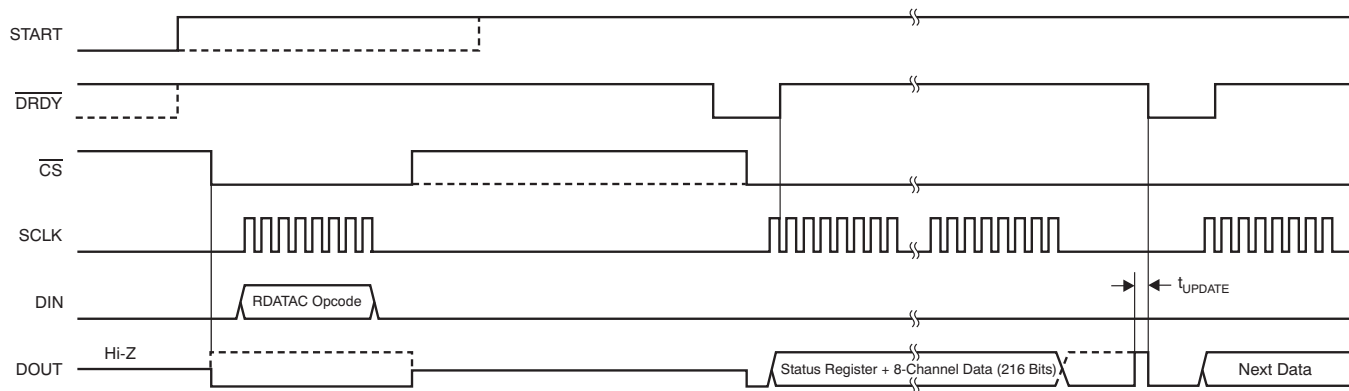 START
DRDY
CS
SCLK
DIN
RDATAC Opcode
tUPDATE
DOUT
Hi-Z
Status Register + 8-Channel Data (216 Bits)
Next Data